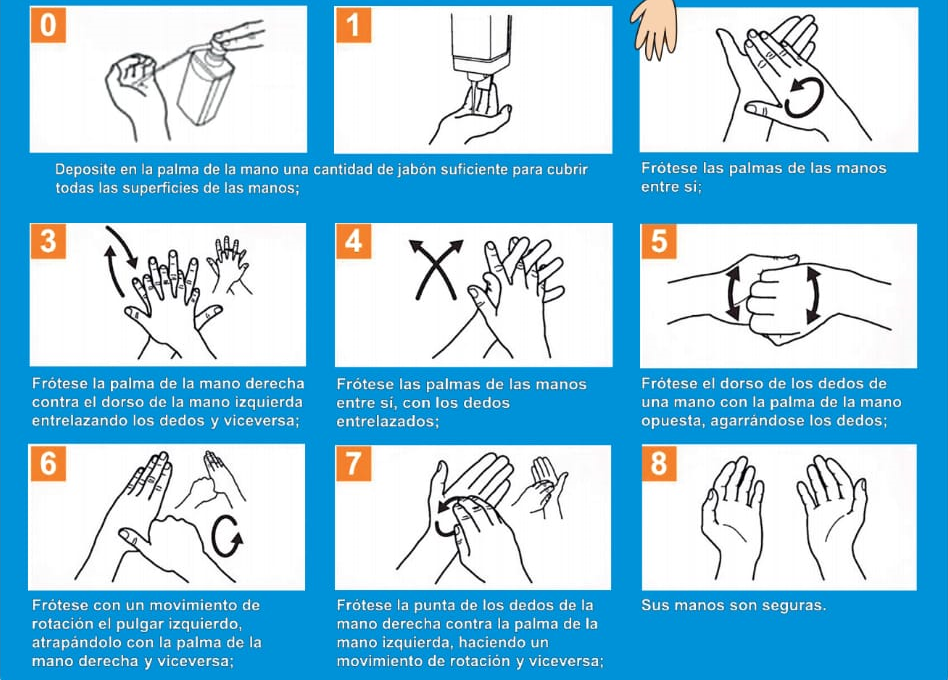 0
1
Deposite en la palma de la mano una cantidad de jabón suficiente para cubrir
todas las superficies de las manos;
Frótese las palmas de las manos
entre sí;
3
Frótese la palma de la mano derecha
contra el dorso de la mano izquierda
entrelazando los dedos y viceversa;
4
Frótese las palmas de las manos
entre sí, con los dedos
entrelazados;
5
Frótese el dorso de los dedos de
una mano con la palma de la mano
opuesta, agarrándose los dedos;
6
Frótese con un movimiento de
rotación el pulgar izquierdo,
atrapándolo con la palma de la
mano derecha y viceversa;
7
Frótese la punta de los dedos de la
mano derecha contra la palma de la
mano izquierda, haciendo un
movimiento de rotación y viceversa;
8
Sus manos son seguras.